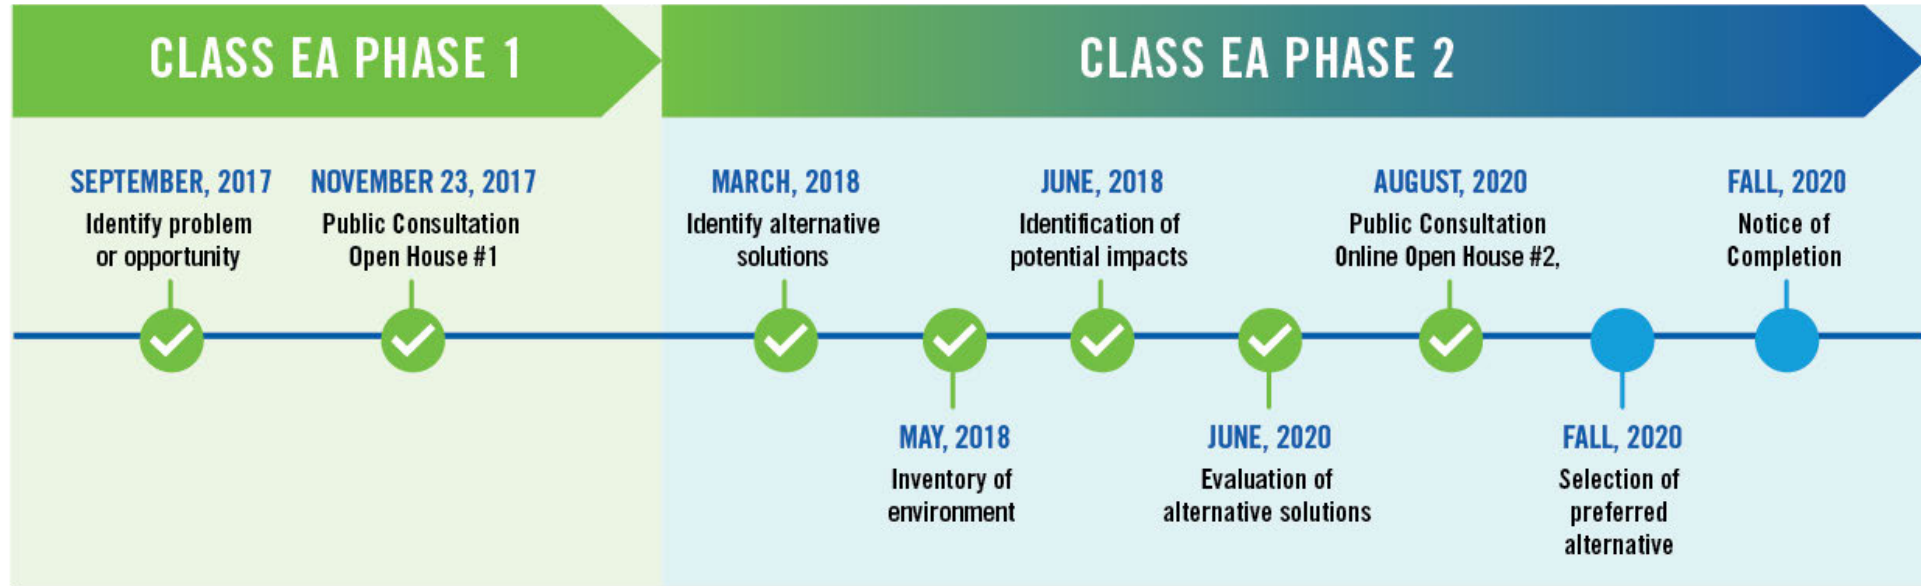 CLASS EA PHASE 1
CLASS EA PHASE 2
SEPTEMBER, 2017
Identify problem
or opportunity
NOVEMBER 23, 2017
Public Consultation
Open House #1
MARCH, 2018
Identify alternative
solutions
MAY, 2018
Inventory of
environment
JUNE, 2018
Identification of
potential impacts
JUNE, 2020
Evaluation of
alternative solutions
AUGUST, 2020
Public Consultation
Online Open House #2,
FALL, 2020
Selection of
preferred
alternative
FALL, 2020
Notice of
Completion